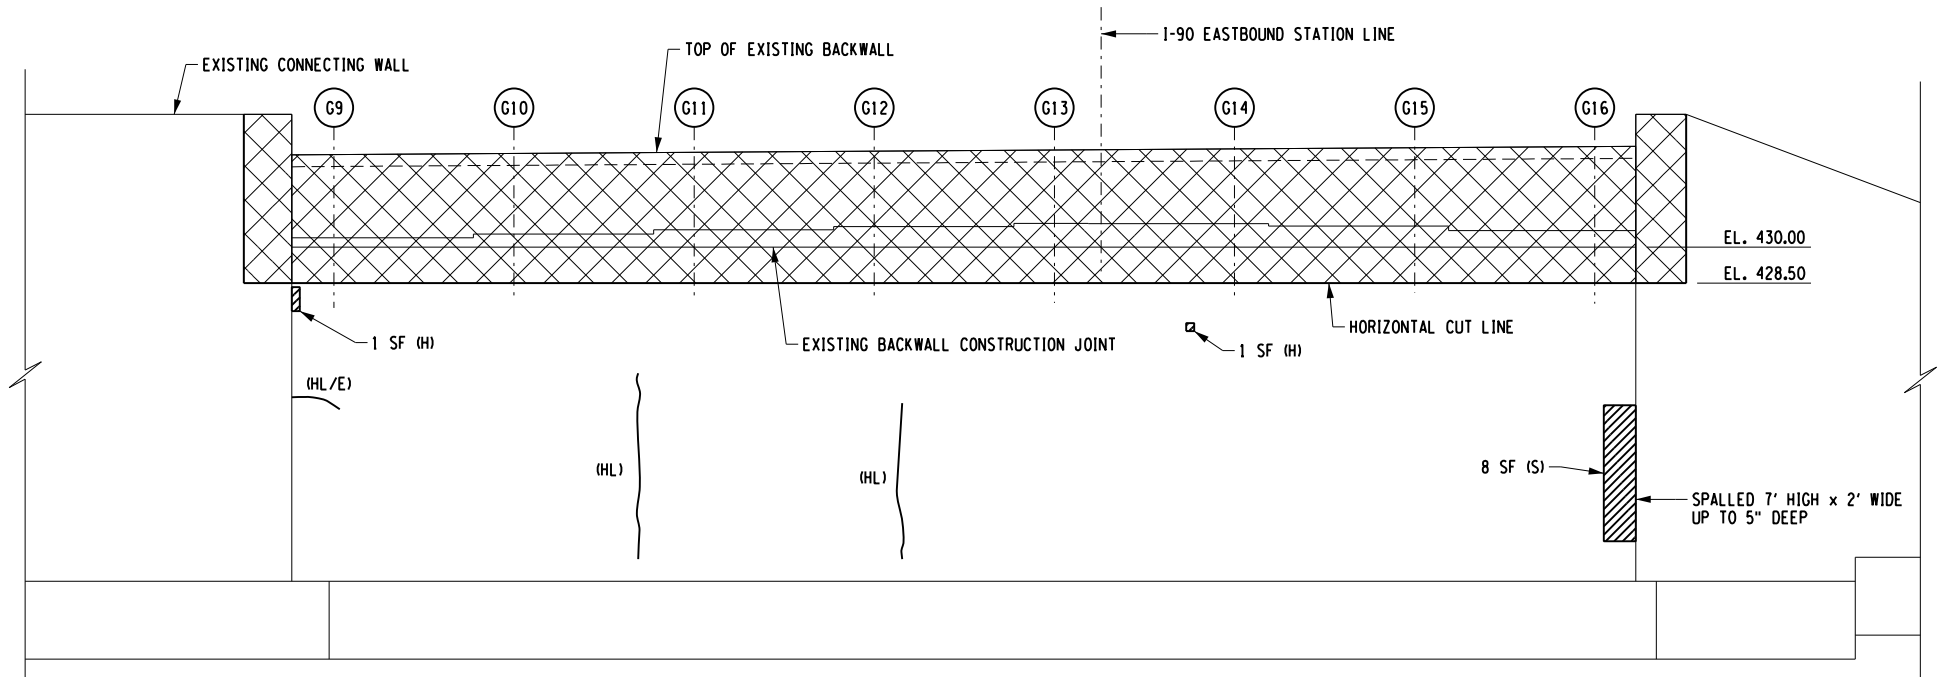 I-90 EASTBOUND STATION LINE
TOP OF EXISTING BACKWALL
EXISTING CONNECTING WALL
G9 G10 G11 G12 G13 G14 G15 G16
EL. 430.00
EL. 428.50
HORIZONTAL CUT LINE
1 SF (H)
EXISTING BACKWALL CONSTRUCTION JOINT
1 SF (H)
(HL/E)
(HL)
(HL)
8 SF (S)
SPALLED 7' HIGH x 2' WIDE
UP TO 5" DEEP